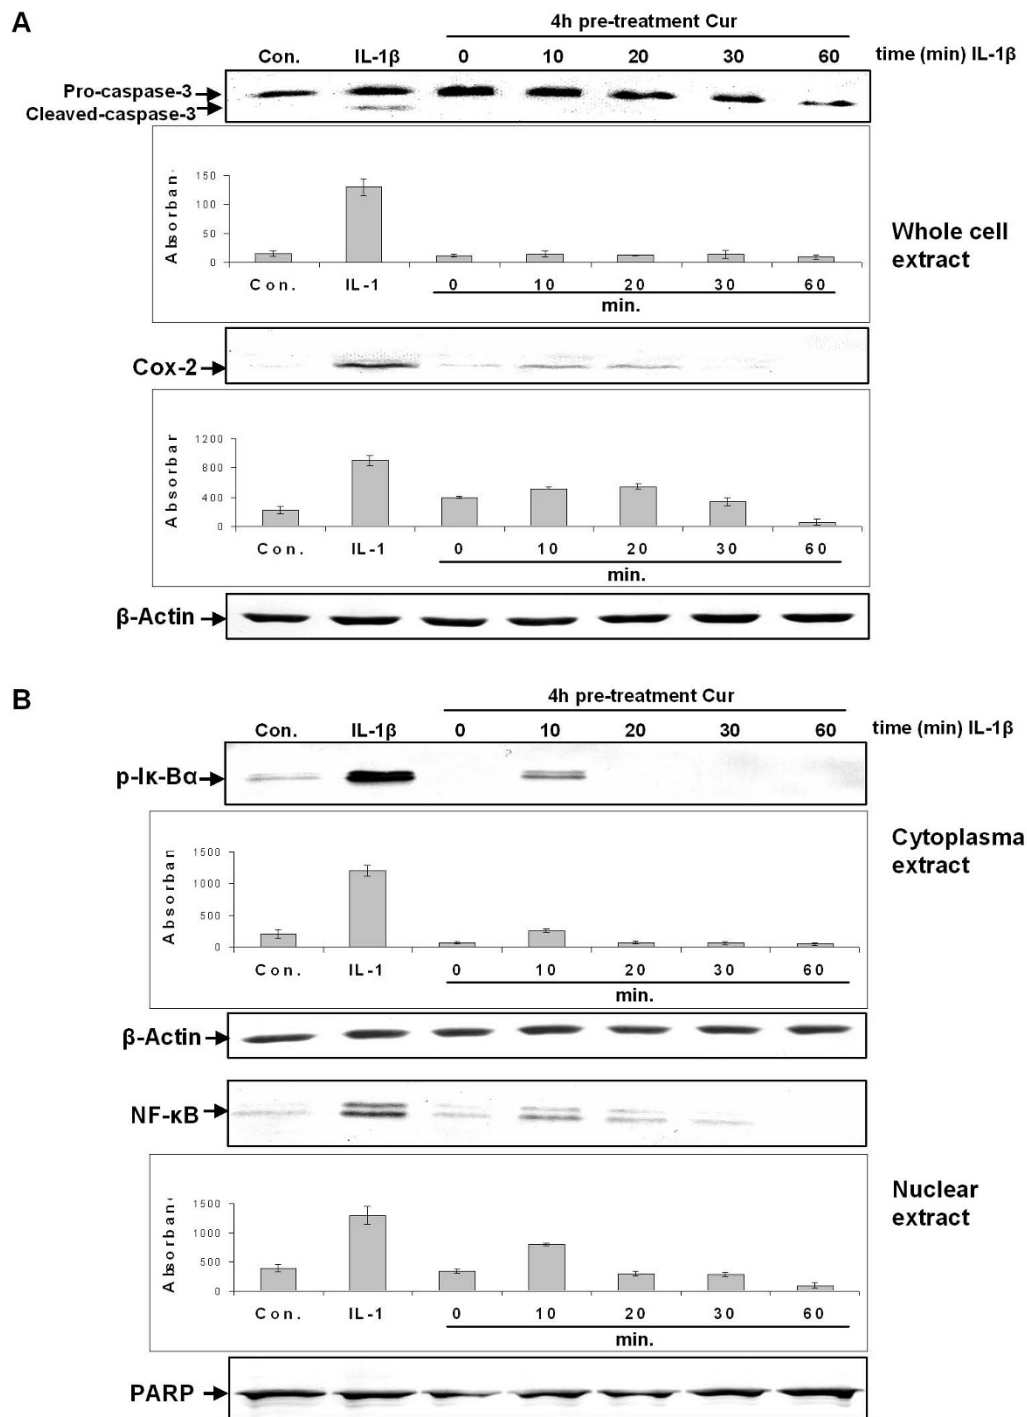 A
4h pre-treatment Cur
Con. IL-1β 0 10 20 30 60 time (min) IL-1β
Pro-caspase-3
Cleaved-caspase-3
Absorban
150
100
50
0
Con. IL-1 0 10 20 30 60
min.
Whole cell
extract
Cox-2
Absorbar
1200
800
400
0
Con. IL-1 0 10 20 30 60
min.
β-Actin
B
4h pre-treatment Cur
Con. IL-1β 0 10 20 30 60 time (min) IL-1β
p-Iκ-Bα
Absorban
1500
1000
500
0
Con. IL-1 0 10 20 30 60
min.
Cytoplasma
extract
β-Actin
NF-κB
Absorban
1500
1000
500
0
Con. IL-1 0 10 20 30 60
min.
Nuclear
extract
PARP